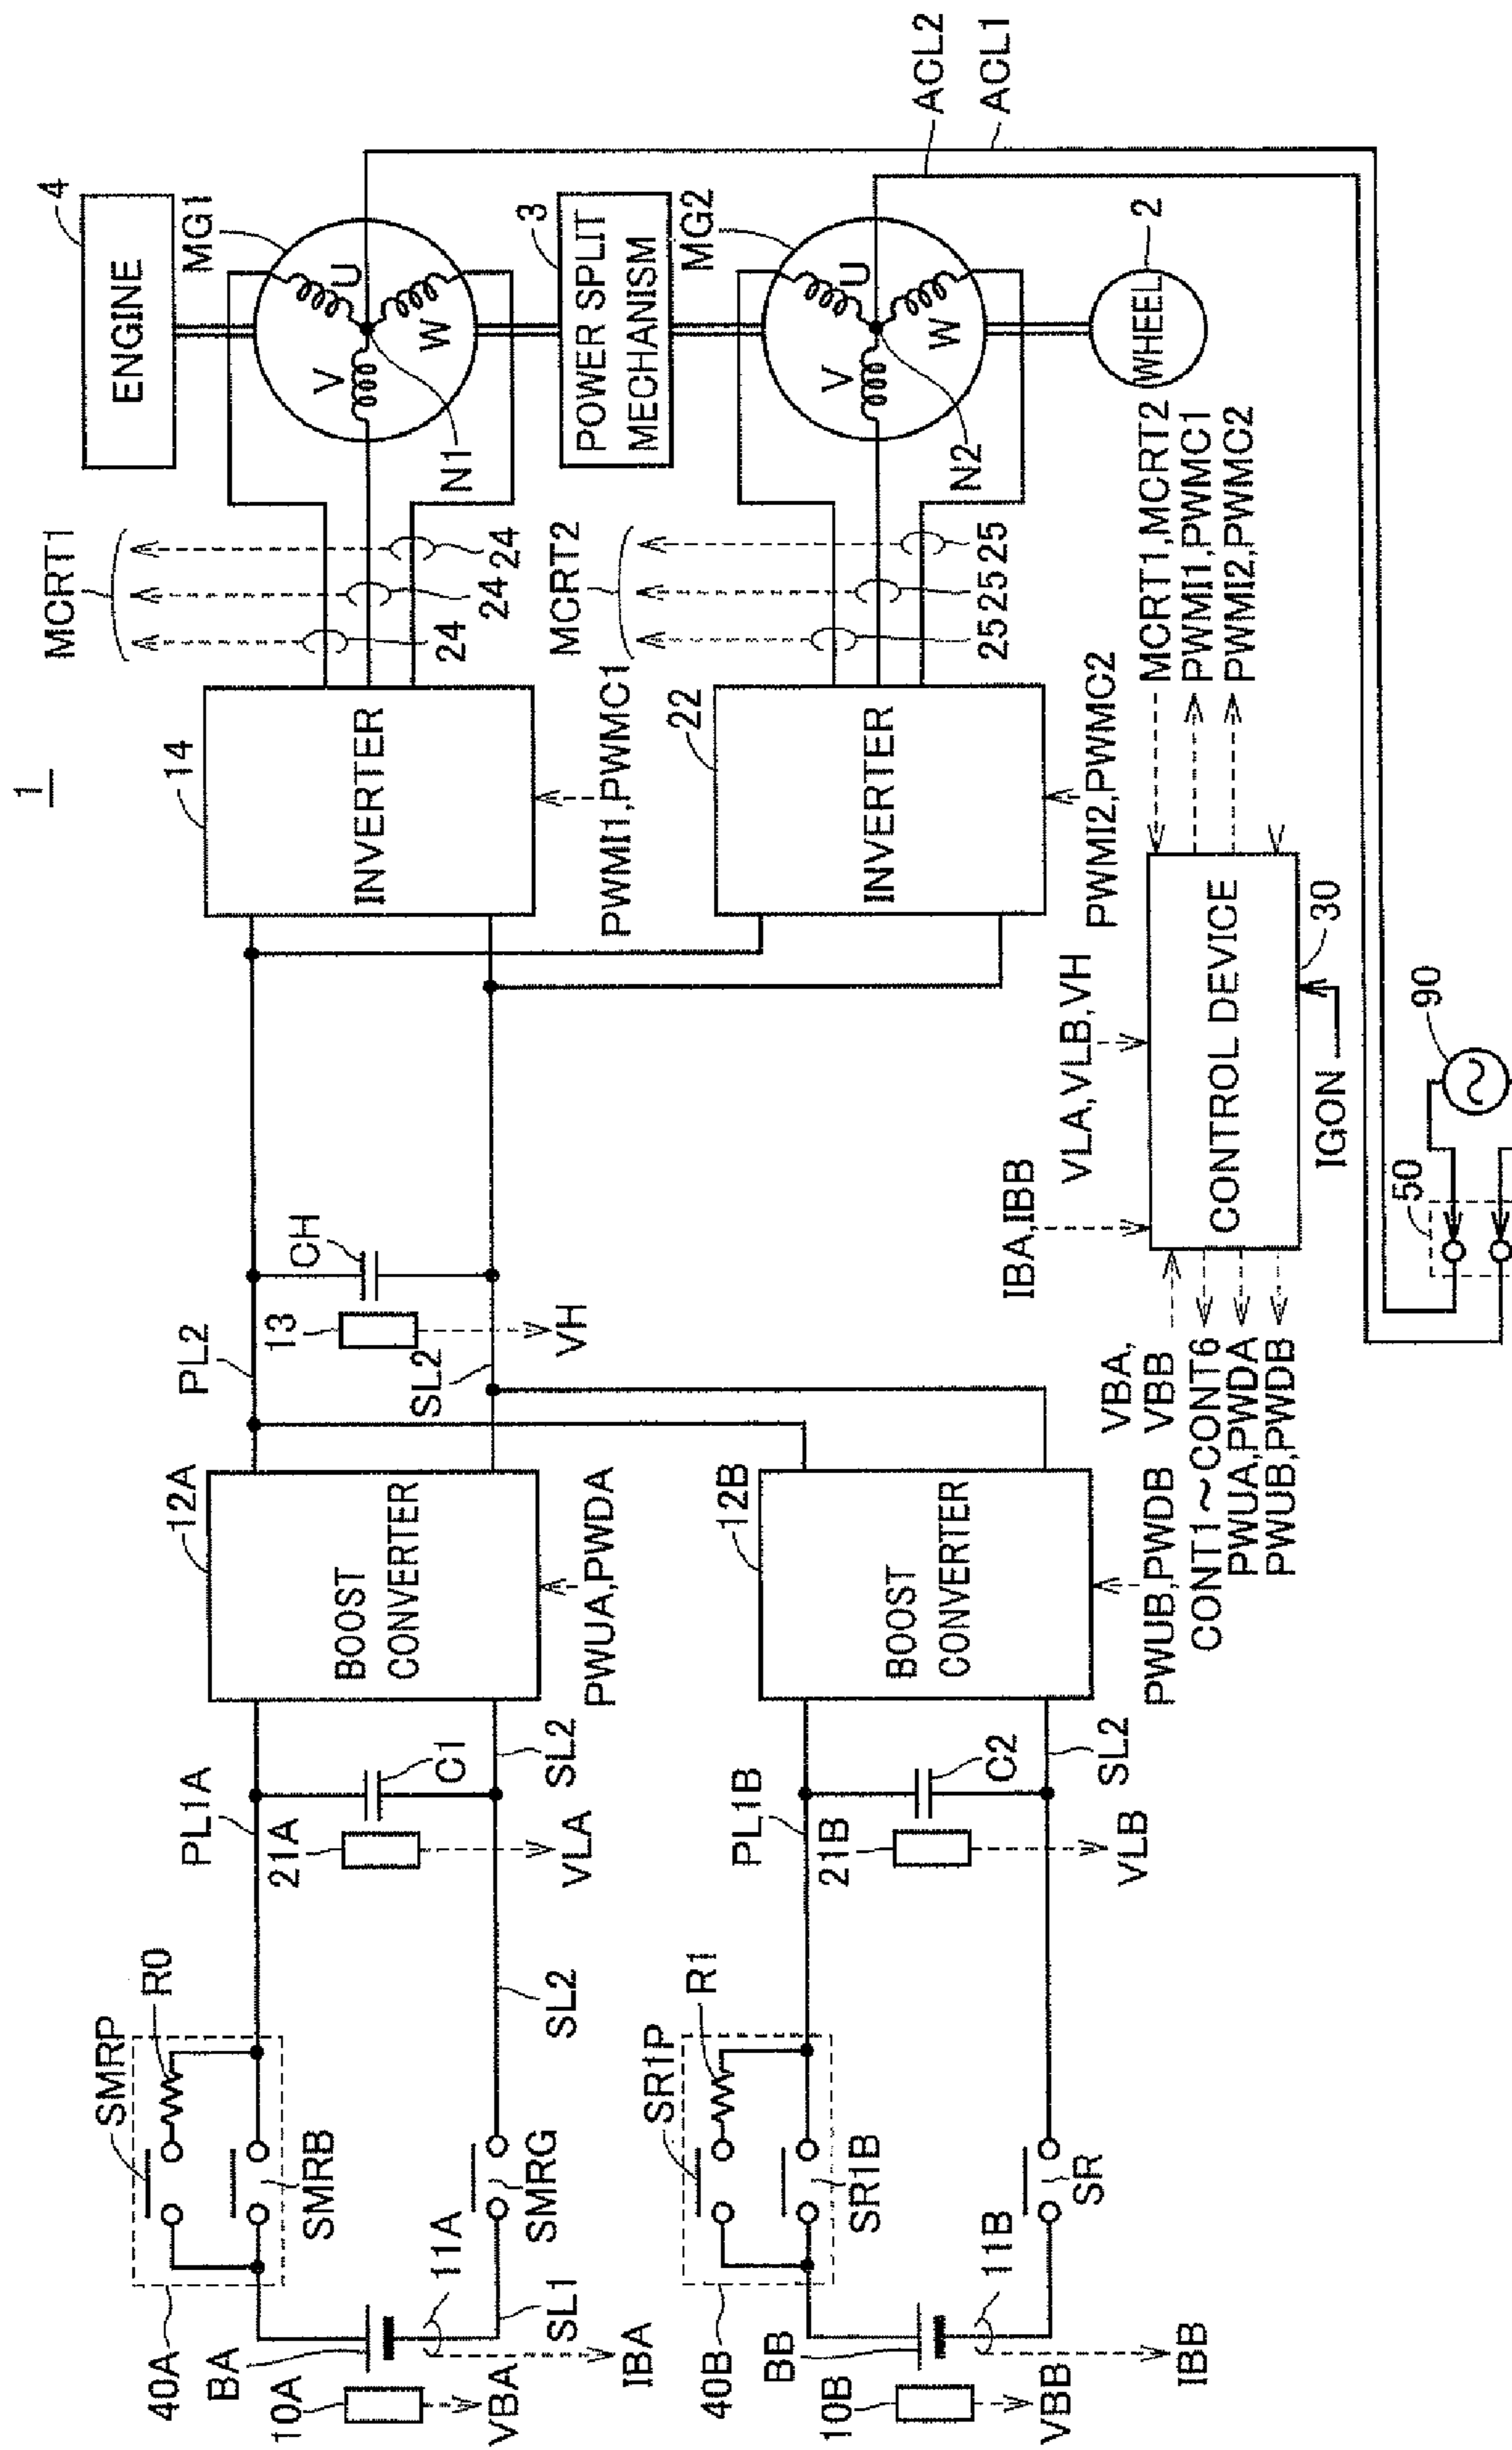 1
4
ENGINE
MG1
U
V
W
N1
MCRT1
24
24
24
14
INVERTER
PWMI1,PWMC1
3
POWER SPLIT
MECHANISM
MG2
U
V
W
N2
MCRT2
25
25
25
22
INVERTER
PWMI2,PWMC2
2
WHEEL
ACL2
ACL1
PL2
CH
13
VH
SL2
12A
BOOST
CONVERTER
PWUA,PWDA
12B
BOOST
CONVERTER
PWUB,PWDB
PL1A
C1
21A
VLA
SL2
SL2
SMRP
R0
SMRB
SMRG
40A
BA
10A
VBA
11A
SL1
IBA
PL1B
C2
21B
VLB
SL2
SR1P
R1
SR1B
SR
40B
BB
10B
VBB
11B
IBB
MCRT1,MCRT2
PWMI1,PWMC1
PWMI2,PWMC2
VLA,VLB,VH
IBA,IBB
CONTROL DEVICE
30
IGON
VBA,
VBB
CONT1~CONT6
PWUA,PWDA
PWUB,PWDB
50
90